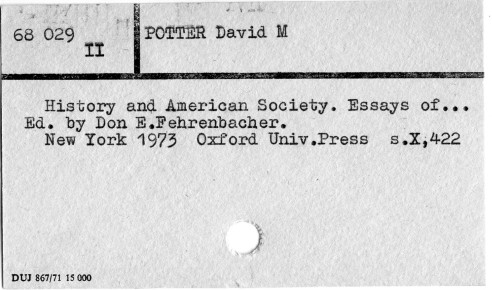 68 029
II
POTTER David M
History and American Society. Essays of...
Ed. by Don E.Fehrenbacher.
New York 1973 Oxford Univ.Press s.X,422
DUJ 867/71 15 000